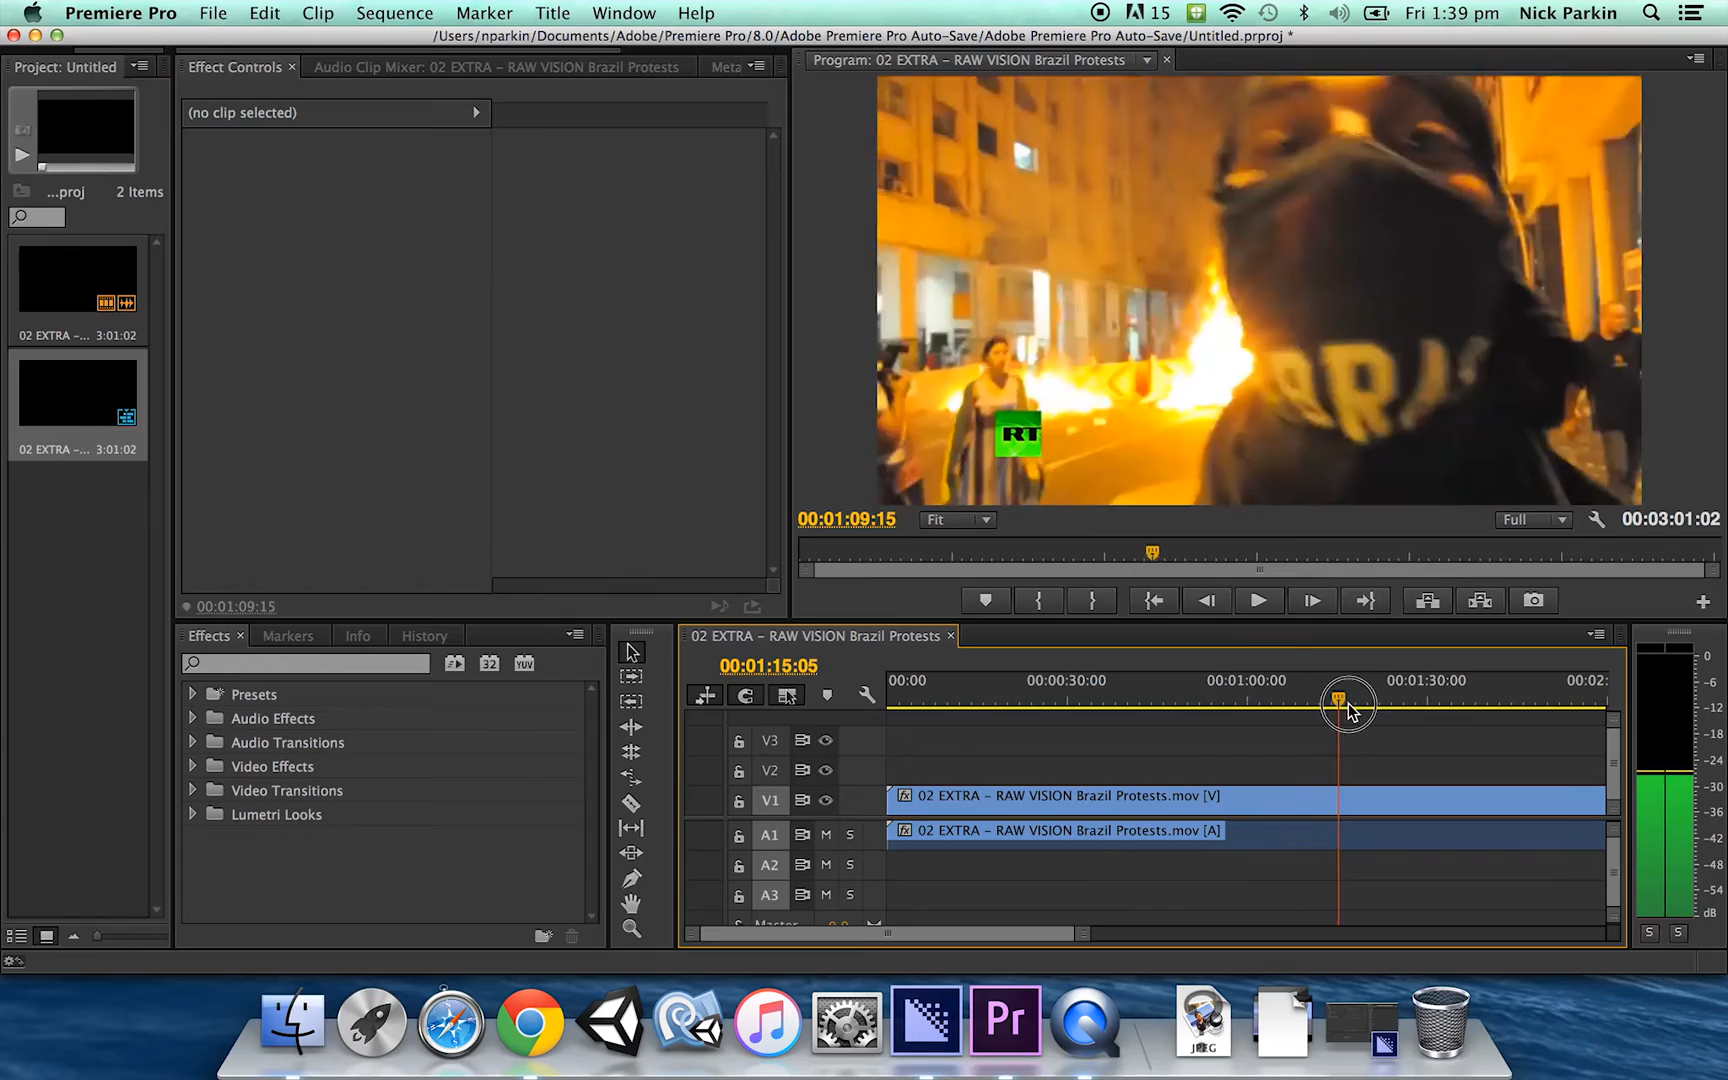 Premiere Pro File Edit Clip Sequence Marker Title Window Help 15 Fri 1:39 pm Nick Parkin
/Users/nparkin/Documents/Adobe/Premiere Pro/8.0/Adobe Premiere Pro Auto-Save/Adobe Premiere Pro Auto-Save/Untitled.prproj *
Project: Untitled
...proj 2 Items
02 EXTRA -... 3:01:02
02 EXTRA -... 3:01:02
Effect Controls × Audio Clip Mixer: 02 EXTRA – RAW VISION Brazil Protests Meta
(no clip selected)
00:01:09:15
Program: 02 EXTRA – RAW VISION Brazil Protests ×
RT
00:01:09:15 Fit Full 00:03:01:02
Effects × Markers Info History
32 YUV
Presets
Audio Effects
Audio Transitions
Video Effects
Video Transitions
Lumetri Looks
02 EXTRA – RAW VISION Brazil Protests ×
00:01:15:05
00:00 00:00:30:00 00:01:00:00 00:01:30:00 00:02:
V3
V2
V1 fx 02 EXTRA – RAW VISION Brazil Protests.mov [V]
A1 M S fx 02 EXTRA – RAW VISION Brazil Protests.mov [A]
A2 M S
A3 M S
0
-6
-12
-18
-24
-30
-36
-42
-48
-54
dB
S S
Pr
JPEG